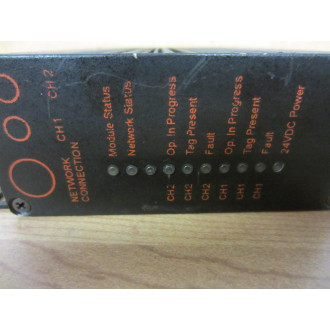 CH 1
CH 2
NETWORK
CONNECTION
Module Status
Network Status
CH2 Op. In Progress
CH2 Tag Present
CH2 Fault
CH1 Op. In Progress
CH1 Tag Present
CH1 Fault
24VDC Power